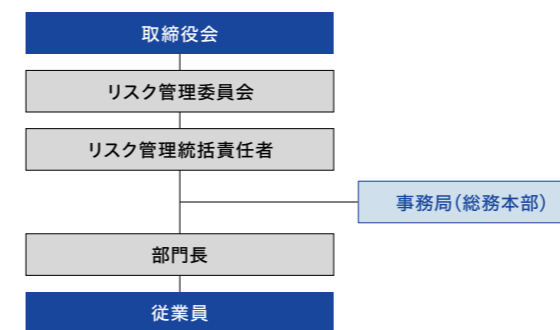 取締役会
リスク管理委員会
リスク管理統括責任者
事務局(総務本部)
部門長
従業員